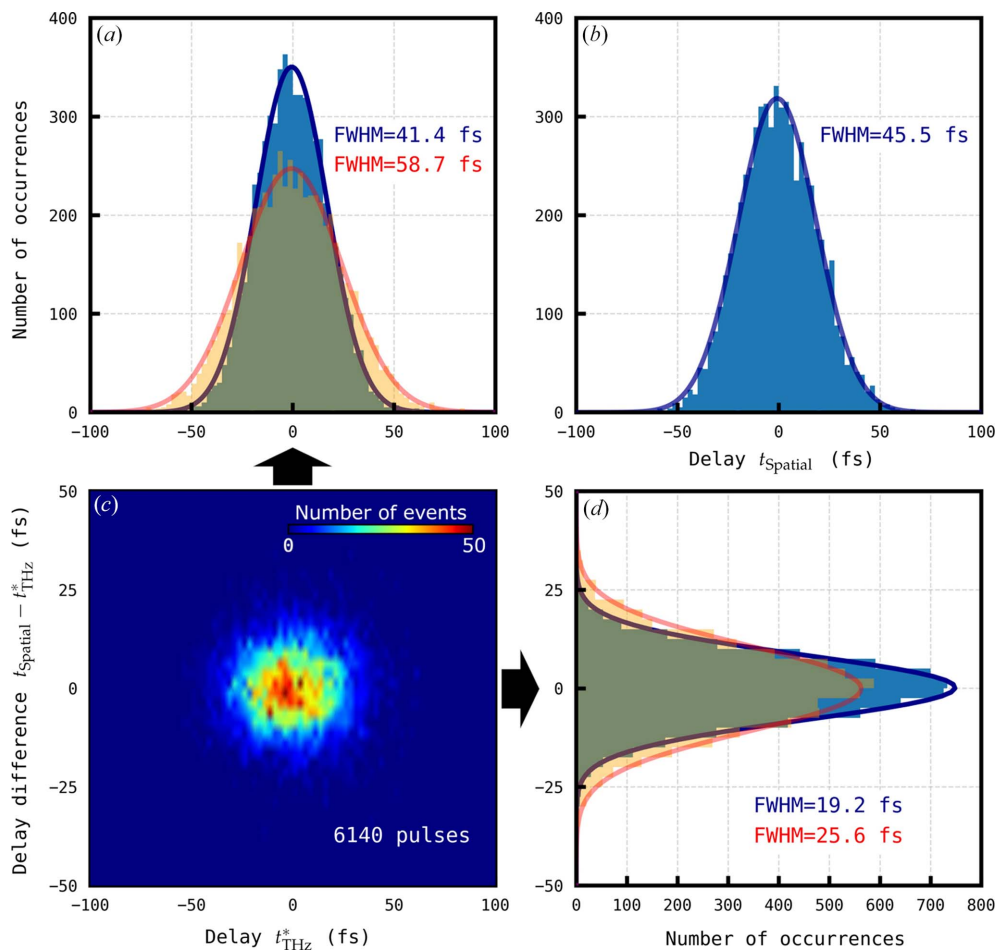 (a)
FWHM=41.4 fs
FWHM=58.7 fs
Number of occurrences
400
300
200
100
0
−100
−50
0
50
100
(b)
FWHM=45.5 fs
400
300
200
100
0
−100
−50
0
50
100
Delay tSpatial (fs)
(c)
Number of events
0
50
6140 pulses
Delay difference tSpatial − t*THz (fs)
50
25
0
−25
−50
−100
−50
0
50
100
Delay t*THz (fs)
(d)
FWHM=19.2 fs
FWHM=25.6 fs
50
25
0
−25
−50
0
100
200
300
400
500
600
700
800
Number of occurrences